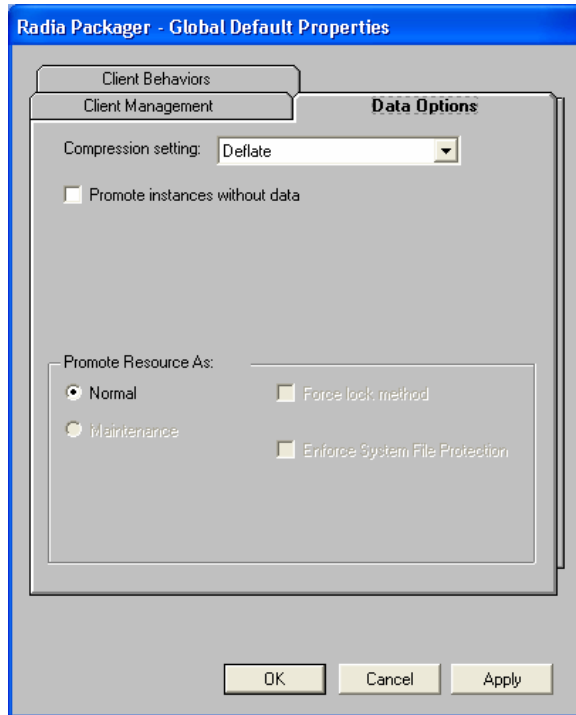 Radia Packager - Global Default Properties
Client Behaviors
Client Management
Data Options
Compression setting: Deflate
Promote instances without data
Promote Resource As:
Normal
Force lock method
Maintenance
Enforce System File Protection
OK
Cancel
Apply